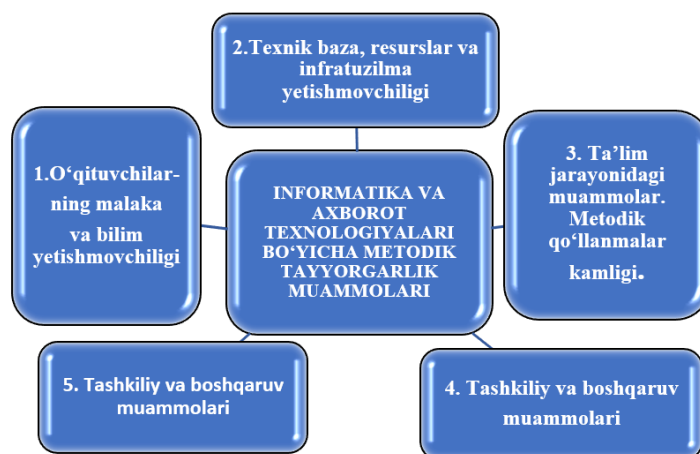 2.Texnik baza, resurslar va
infratuzilma
yetishmovchiligi
1.O‘qituvchilar-
ning malaka
va bilim
yetishmovchiligi
INFORMATIKA VA
AXBOROT
TEXNOLOGIYALARI
BO‘YICHA METODIK
TAYYORGARLIK
MUAMMOLARI
3. Ta’lim
jarayonidagi
muammolar.
Metodik
qo‘llanmalar
kamligi.
5. Tashkiliy va boshqaruv
muammolari
4. Tashkiliy va boshqaruv
muammolari